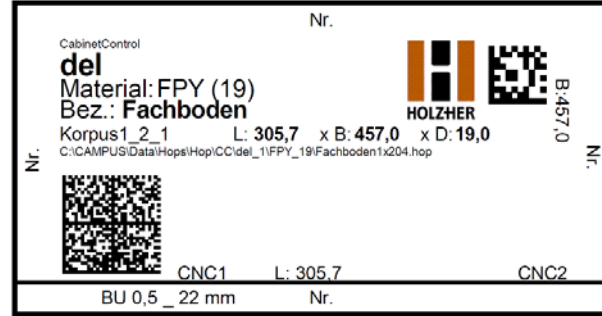 Nr.
CabinetControl
del
Material: FPY (19)
Bez.: Fachboden
HOLZHER
B:457,0
Korpus1_2_1 L: 305,7 x B: 457,0 x D: 19,0
C:\CAMPUS\Data\Hops\Hop\CC\del_1\FPY_19\Fachboden1x204.hop
Nr.
Nr.
CNC1 L: 305,7 CNC2
BU 0,5 _ 22 mm Nr.